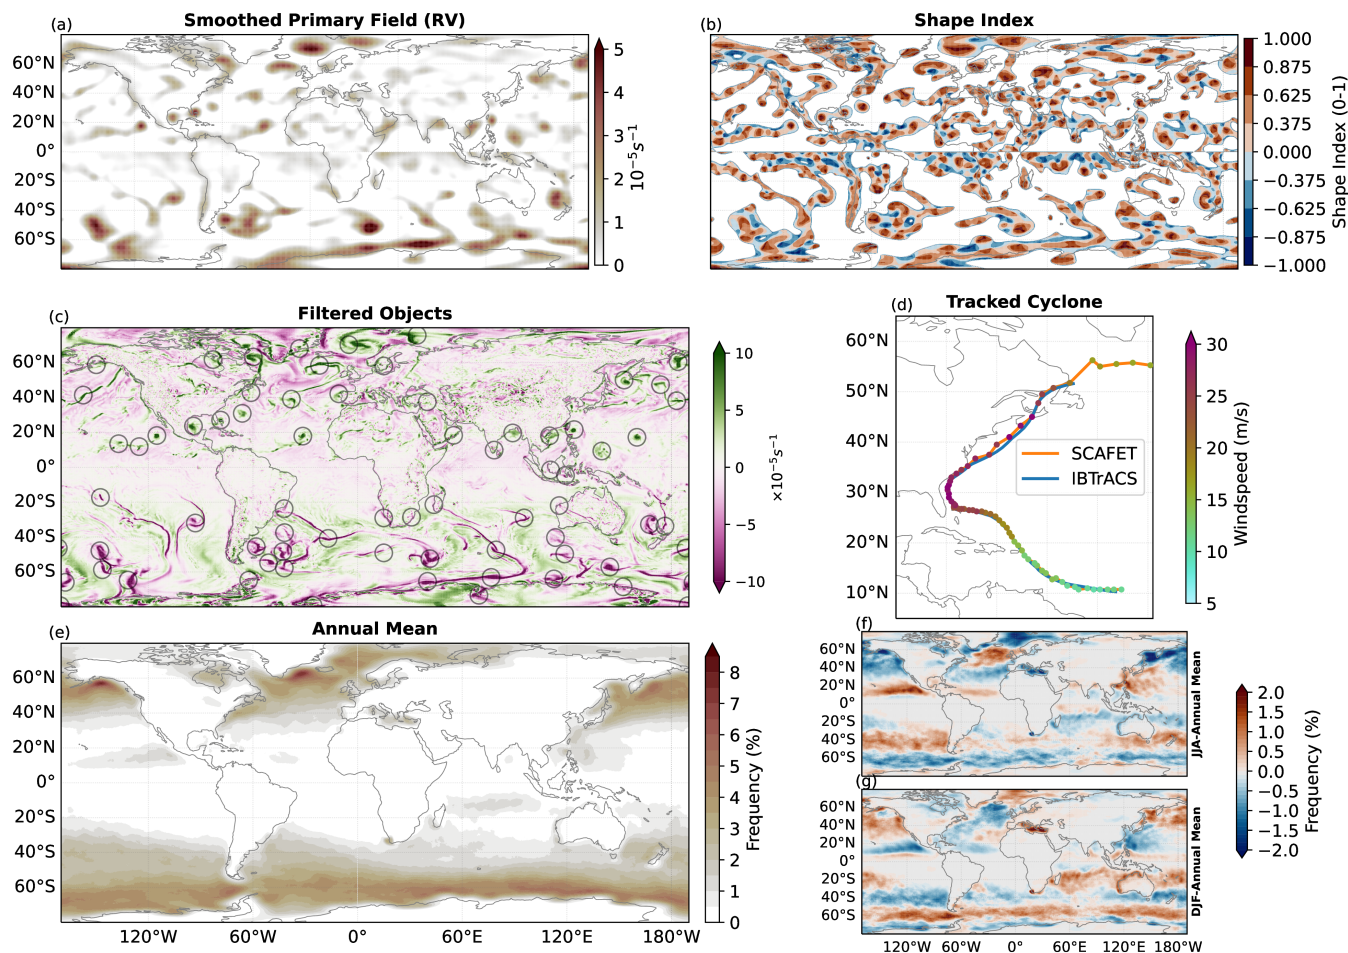 (a)
Smoothed Primary Field (RV)
60°N
40°N
20°N
0°
20°S
40°S
60°S
5
4
3
2
1
0
10⁻⁵s⁻¹
(b)
Shape Index
1.000
0.875
0.625
0.375
0.000
−0.375
−0.625
−0.875
−1.000
Shape Index (0-1)
(c)
Filtered Objects
60°N
40°N
20°N
0°
20°S
40°S
60°S
10
5
0
−5
−10
×10⁻⁵s⁻¹
(d)
Tracked Cyclone
60°N
50°N
40°N
30°N
20°N
10°N
SCAFET
IBTrACS
30
25
20
15
10
5
Windspeed (m/s)
(e)
Annual Mean
60°N
40°N
20°N
0°
20°S
40°S
60°S
120°W
60°W
0°
60°E
120°E
180°W
8
7
6
5
4
3
2
1
0
Frequency (%)
(f)
60°N
40°N
20°N
0°
20°S
40°S
60°S
JJA-Annual Mean
(g)
60°N
40°N
20°N
0°
20°S
40°S
60°S
120°W
60°W
0°
60°E
120°E
180°W
DJF-Annual Mean
2.0
1.5
1.0
0.5
0.0
−0.5
−1.0
−1.5
−2.0
Frequency (%)